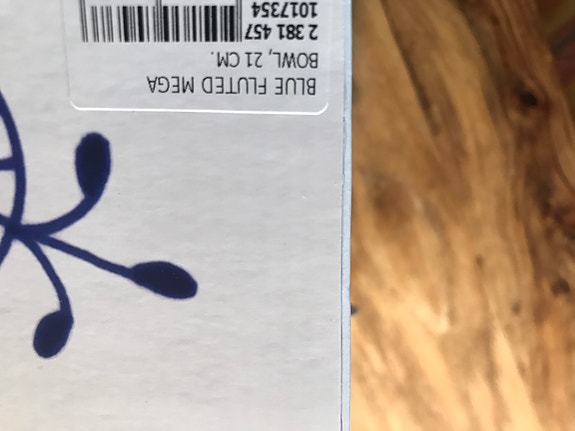 BLUE FLUTED MEGA
BOWL, 21 CM.
2 381 457
1017354